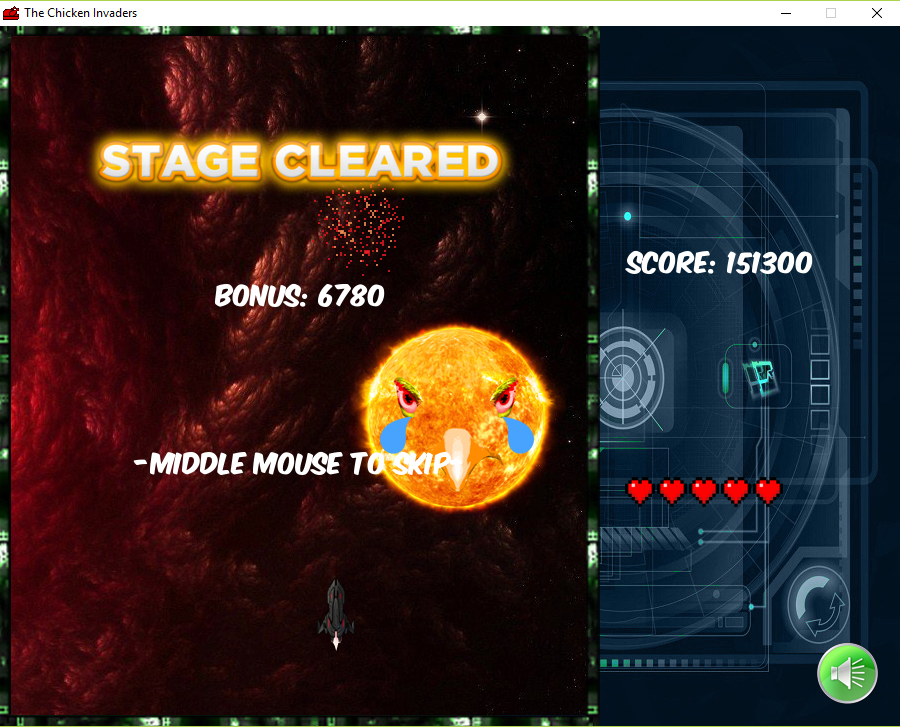 The Chicken Invaders
STAGE CLEARED
BONUS: 6780
SCORE: 151300
-MIDDLE MOUSE TO SKIP-